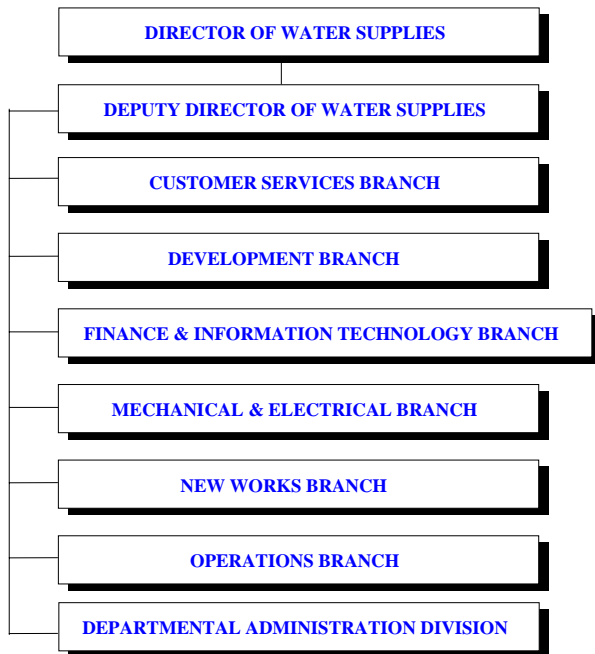 DIRECTOR OF WATER SUPPLIES
DEPUTY DIRECTOR OF WATER SUPPLIES
CUSTOMER SERVICES BRANCH
DEVELOPMENT BRANCH
FINANCE & INFORMATION TECHNOLOGY BRANCH
MECHANICAL & ELECTRICAL BRANCH
NEW WORKS BRANCH
OPERATIONS BRANCH
DEPARTMENTAL ADMINISTRATION DIVISION